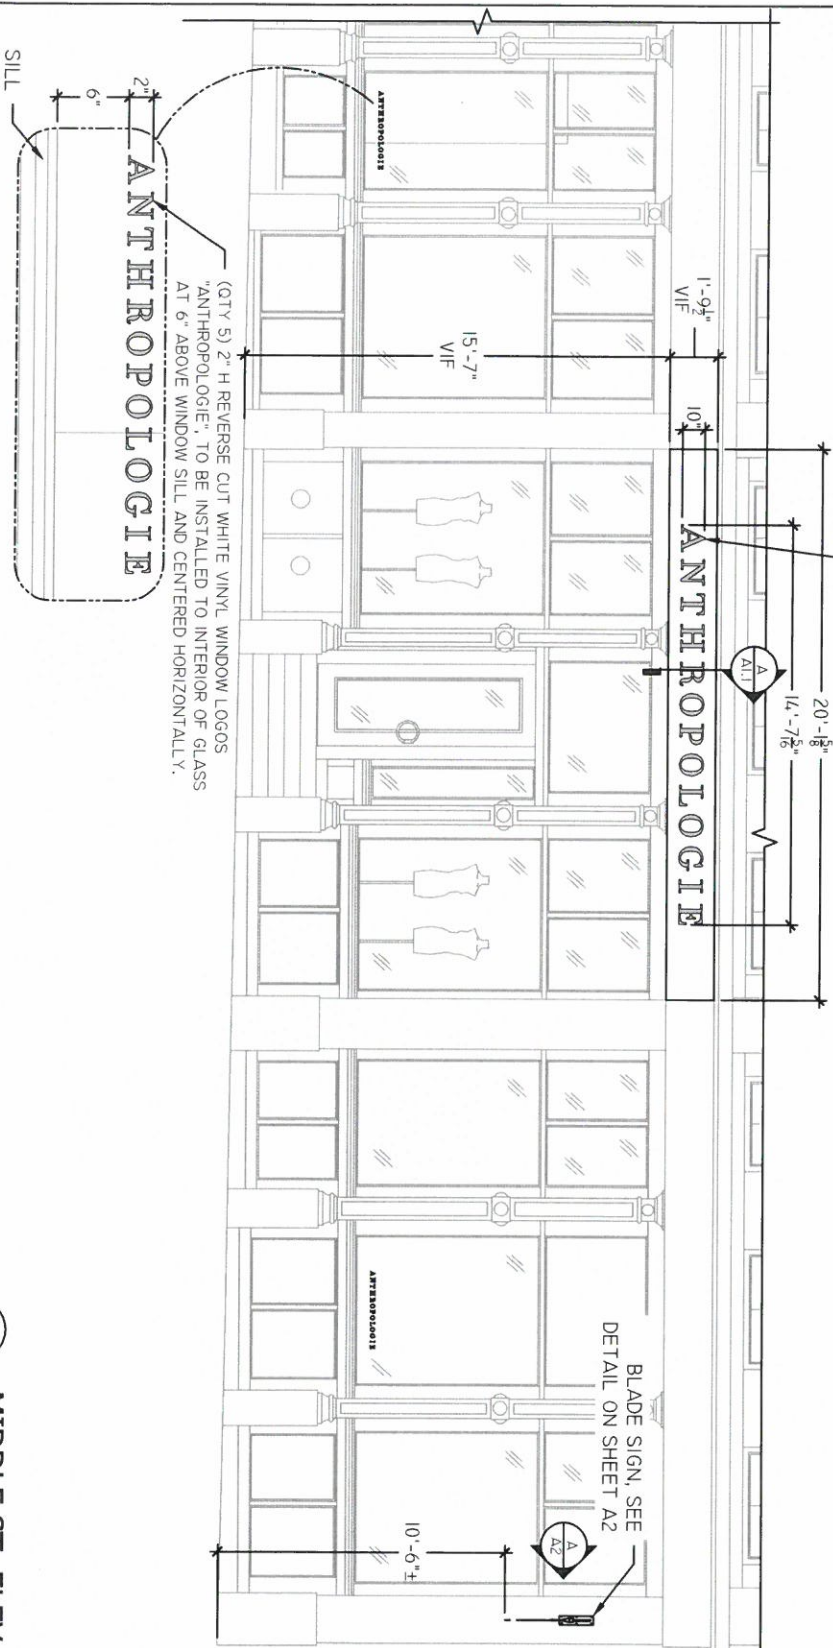 20'-1⅝"
14'-7 5/16"
1'-9½"
VIF
10"
ANTHROPOLOGIE
A
A1.1
15'-7"
VIF
ANTHROPOLOGIE
ANTHROPOLOGIE
BLADE SIGN, SEE
DETAIL ON SHEET A2
A
A2
10'-6"±
(QTY 5) 2" H REVERSE CUT WHITE VINYL WINDOW LOGOS
"ANTHROPOLOGIE", TO BE INSTALLED TO INTERIOR OF GLASS
AT 6" ABOVE WINDOW SILL AND CENTERED HORIZONTALLY.
2"
6"
ANTHROPOLOGIE
SILL